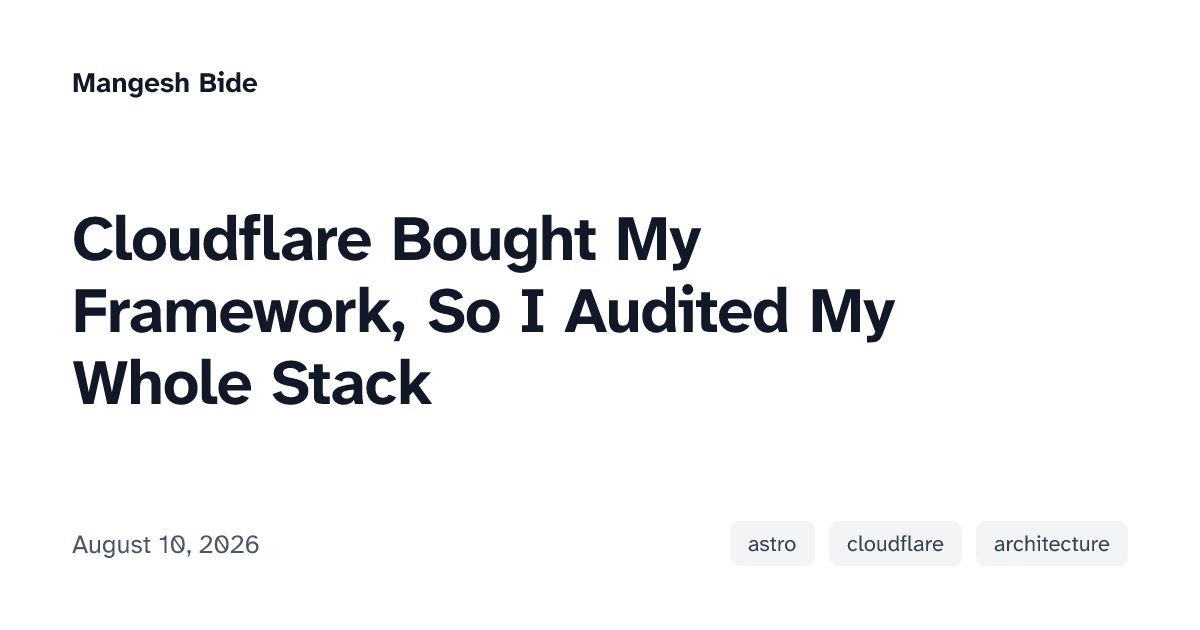 Mangesh Bide
Cloudflare Bought My
Framework, So I Audited My
Whole Stack
August 10, 2026
astro
cloudflare
architecture